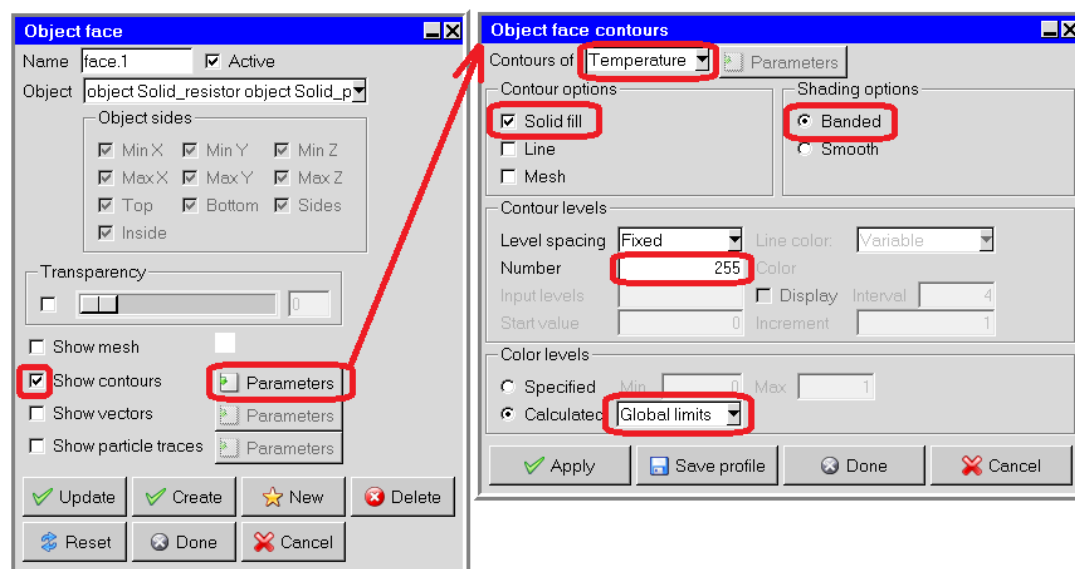 Object face
Name face.1 Active
Object object Solid_resistor object Solid_p
Object sides
Min X Min Y Min Z
Max X Max Y Max Z
Top Bottom Sides
Inside
Transparency
0
Show mesh
Show contours Parameters
Show vectors Parameters
Show particle traces Parameters
Update Create New Delete
Reset Done Cancel
Object face contours
Contours of Temperature Parameters
Contour options
Solid fill
Line
Mesh
Shading options
Banded
Smooth
Contour levels
Level spacing Fixed Line color: Variable
Number 255 Color
Input levels Display Interval 4
Start value 0 Increment 1
Color levels
Specified Min 0 Max 1
Calculated Global limits
Apply Save profile Done Cancel